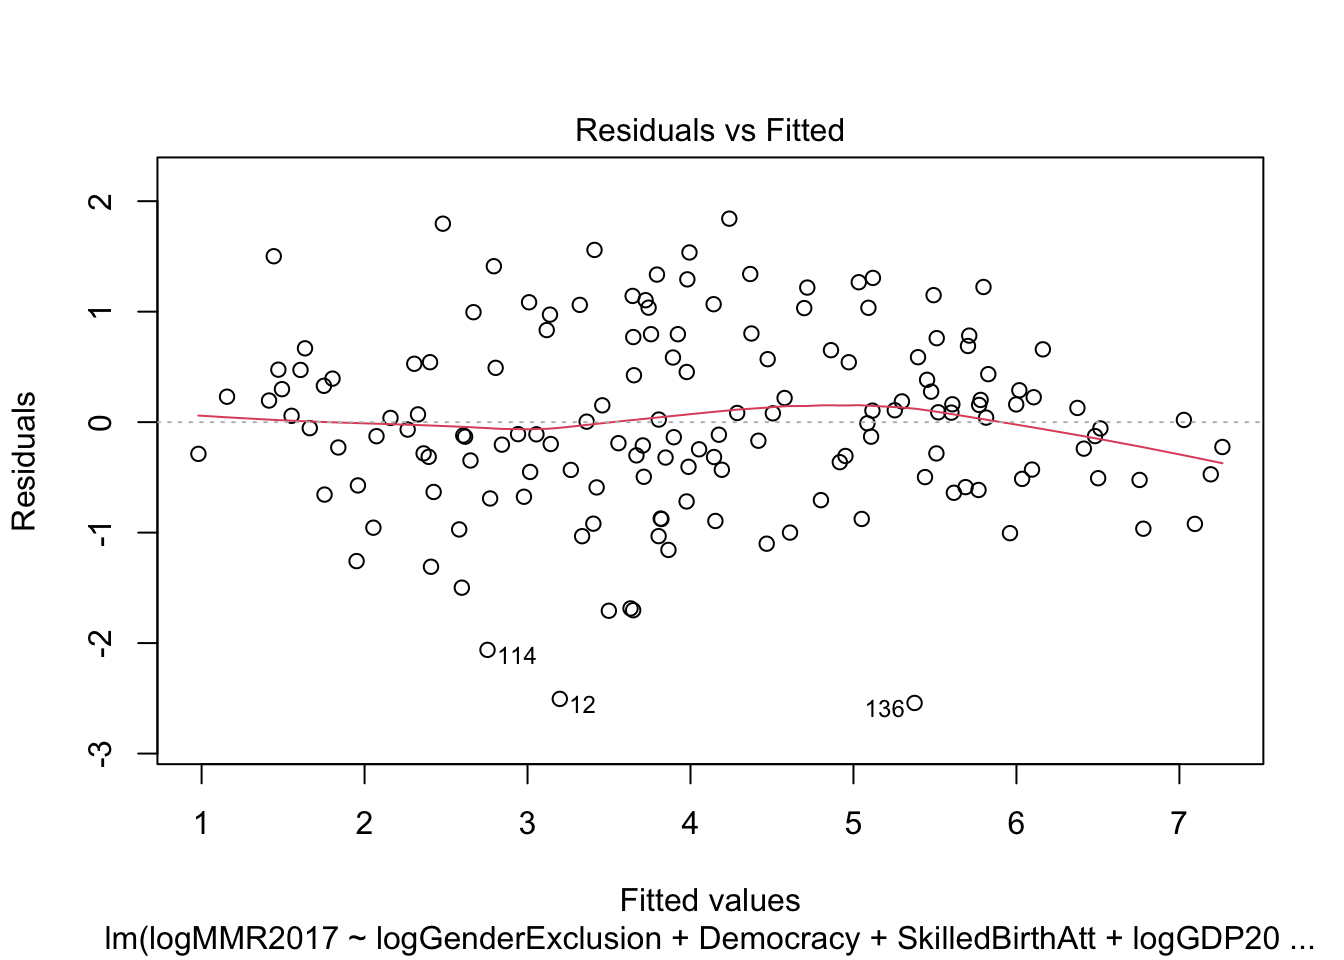 Residuals vs Fitted
Residuals
2
1
0
-1
-2
-3
114
12
136
1 2 3 4 5 6 7
Fitted values
lm(logMMR2017 ~ logGenderExclusion + Democracy + SkilledBirthAtt + logGDP20 ...